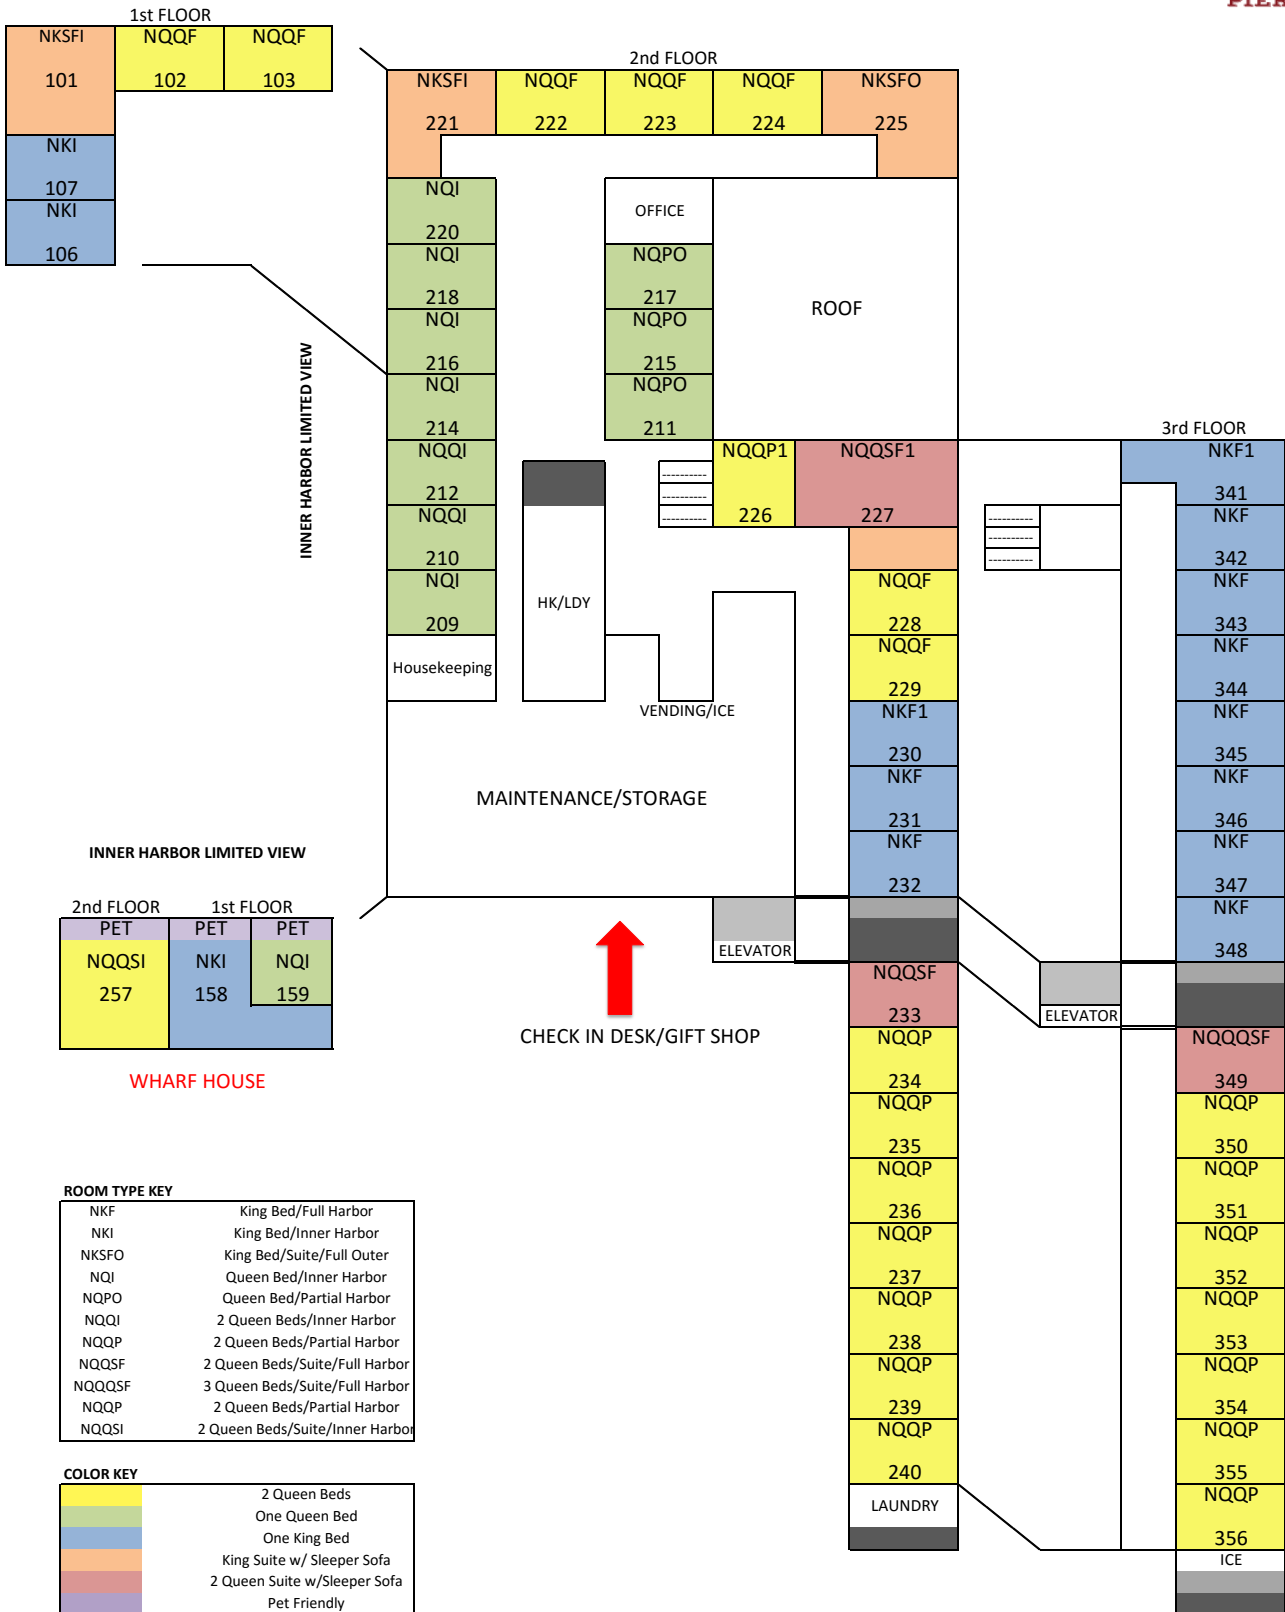 PIER
1st FLOOR
NKSFI
101
NQQF
102
NQQF
103
NKI
107
NKI
106
2nd FLOOR
NKSFI
221
NQQF
222
NQQF
223
NQQF
224
NKSFO
225
NQI
220
NQI
218
NQI
216
NQI
214
NQQI
212
NQQI
210
NQI
209
Housekeeping
INNER HARBOR LIMITED VIEW
OFFICE
NQPO
217
NQPO
215
NQPO
211
ROOF
HK/LDY
----------
----------
----------
NQQP1
226
NQQSF1
227
NQQF
228
NQQF
229
NKF1
230
NKF
231
NKF
232
VENDING/ICE
MAINTENANCE/STORAGE
ELEVATOR
CHECK IN DESK/GIFT SHOP
NQQSF
233
NQQP
234
NQQP
235
NQQP
236
NQQP
237
NQQP
238
NQQP
239
NQQP
240
LAUNDRY
3rd FLOOR
----------
----------
----------
NKF1
341
NKF
342
NKF
343
NKF
344
NKF
345
NKF
346
NKF
347
NKF
348
ELEVATOR
NQQQSF
349
NQQP
350
NQQP
351
NQQP
352
NQQP
353
NQQP
354
NQQP
355
NQQP
356
ICE
INNER HARBOR LIMITED VIEW
2nd FLOOR 1st FLOOR
PET PET PET
NQQSI NKI NQI
257 158 159
WHARF HOUSE
ROOM TYPE KEY
NKF King Bed/Full Harbor
NKI King Bed/Inner Harbor
NKSFO King Bed/Suite/Full Outer
NQI Queen Bed/Inner Harbor
NQPO Queen Bed/Partial Harbor
NQQI 2 Queen Beds/Inner Harbor
NQQP 2 Queen Beds/Partial Harbor
NQQSF 2 Queen Beds/Suite/Full Harbor
NQQQSF 3 Queen Beds/Suite/Full Harbor
NQQP 2 Queen Beds/Partial Harbor
NQQSI 2 Queen Beds/Suite/Inner Harbor
COLOR KEY
2 Queen Beds
One Queen Bed
One King Bed
King Suite w/ Sleeper Sofa
2 Queen Suite w/Sleeper Sofa
Pet Friendly